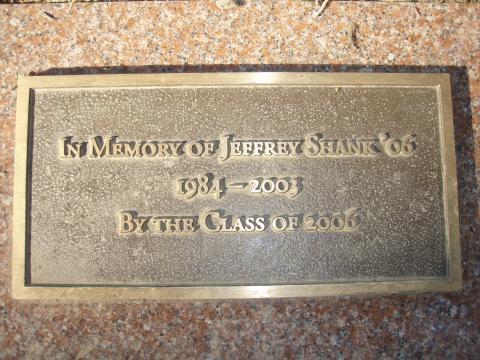 In Memory of Jeffrey Shank '06
1984 – 2003
By the Class of 2006